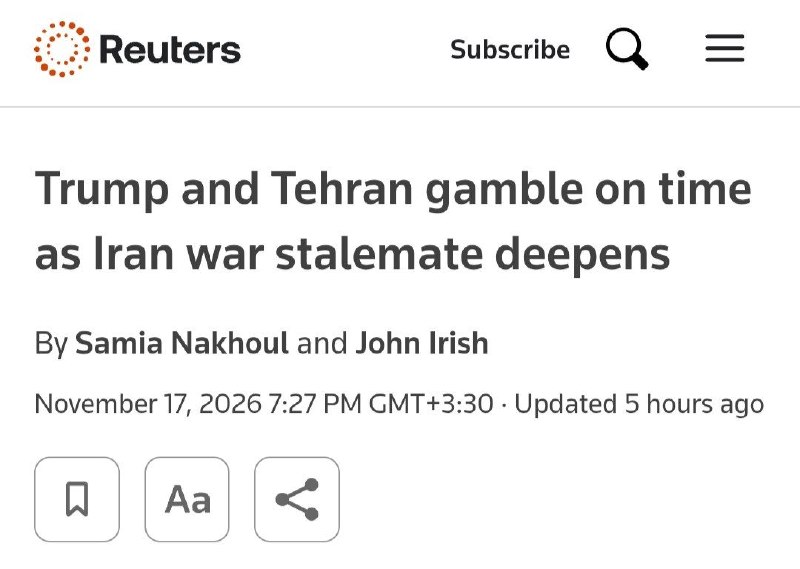 Reuters
Subscribe
Trump and Tehran gamble on time
as Iran war stalemate deepens
By Samia Nakhoul and John Irish
November 17, 2026 7:27 PM GMT+3:30 · Updated 5 hours ago
Aa